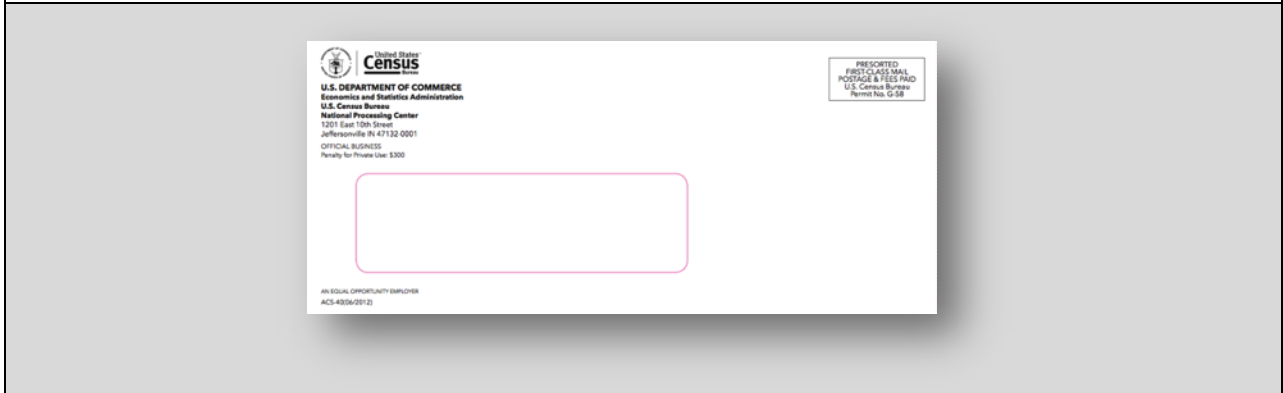 United States®
Census
Bureau
U.S. DEPARTMENT OF COMMERCE
Economics and Statistics Administration
U.S. Census Bureau
National Processing Center
1201 East 10th Street
Jeffersonville IN 47132-0001
OFFICIAL BUSINESS
Penalty for Private Use: $300
PRESORTED
FIRST-CLASS MAIL
POSTAGE & FEES PAID
U.S. Census Bureau
Permit No. G-58
AN EQUAL OPPORTUNITY EMPLOYER
ACS-40(06/2012)